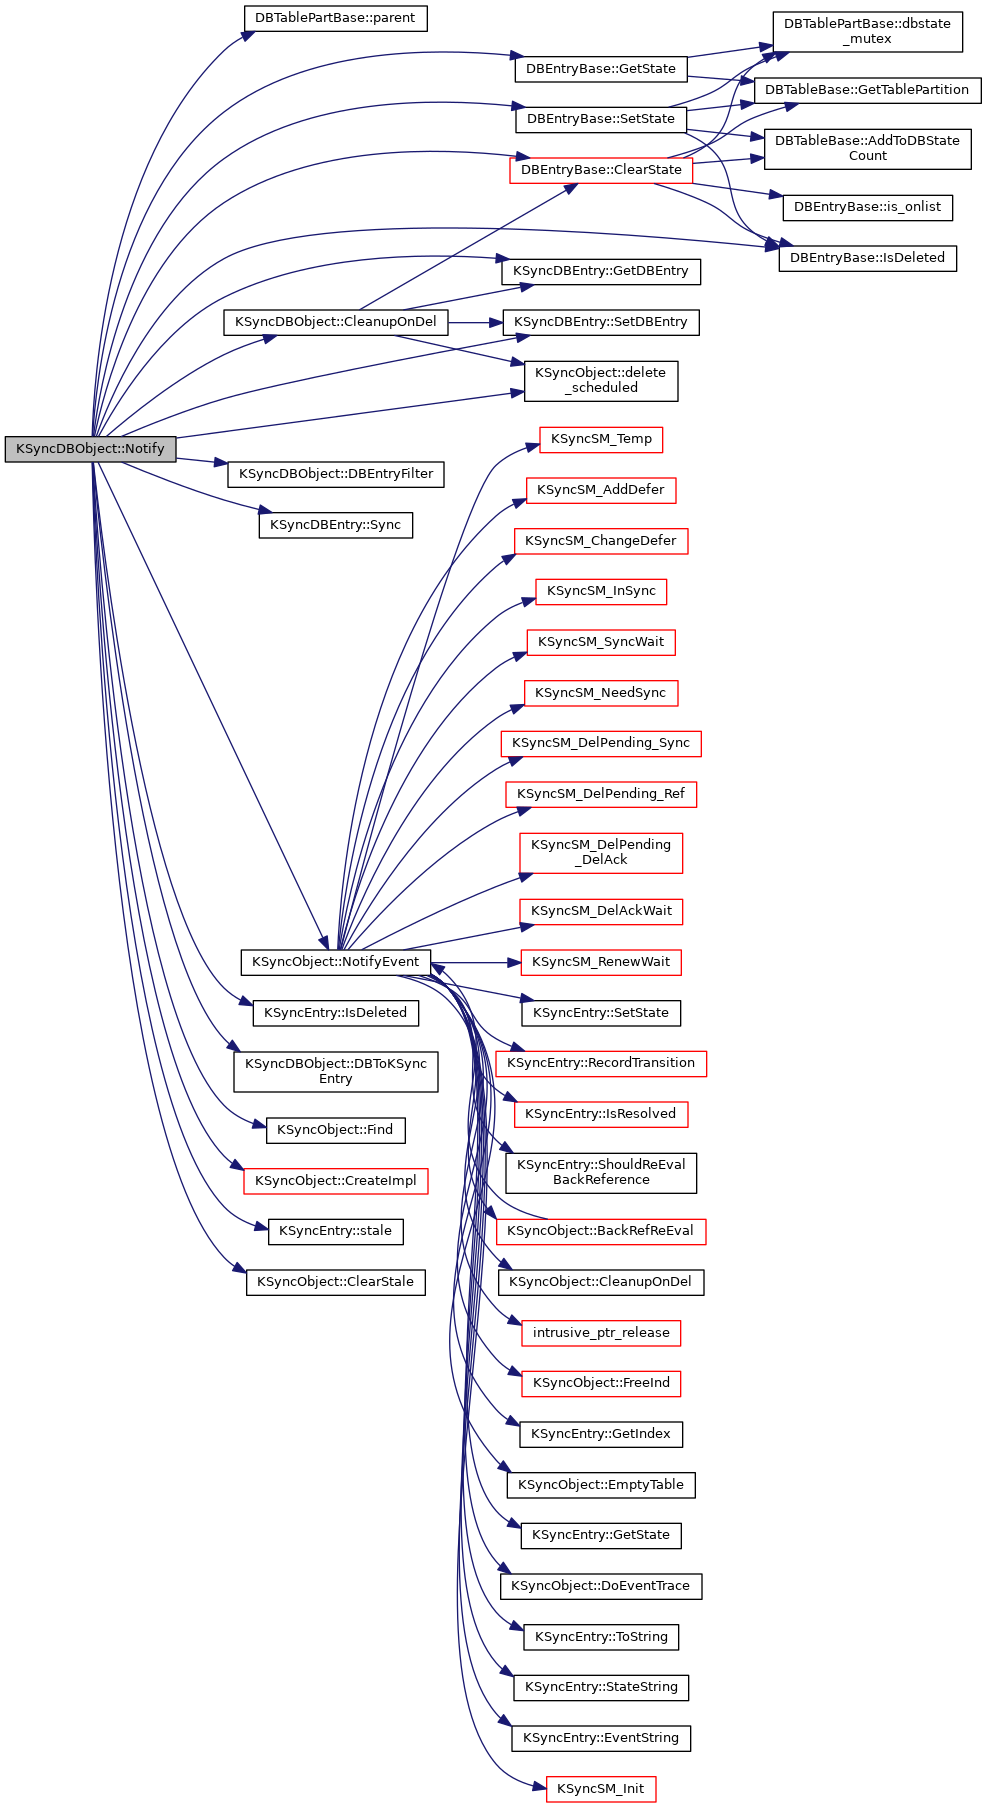 DBTablePartBase::parent
DBTablePartBase::dbstate
_mutex
DBEntryBase::GetState
DBTableBase::GetTablePartition
DBEntryBase::SetState
DBTableBase::AddToDBState
Count
DBEntryBase::ClearState
DBEntryBase::is_onlist
DBEntryBase::IsDeleted
KSyncDBEntry::GetDBEntry
KSyncDBObject::CleanupOnDel
KSyncDBEntry::SetDBEntry
KSyncObject::delete
_scheduled
KSyncDBObject::Notify
KSyncSM_Temp
KSyncDBObject::DBEntryFilter
KSyncSM_AddDefer
KSyncDBEntry::Sync
KSyncSM_ChangeDefer
KSyncSM_InSync
KSyncSM_SyncWait
KSyncSM_NeedSync
KSyncSM_DelPending_Sync
KSyncSM_DelPending_Ref
KSyncSM_DelPending
_DelAck
KSyncSM_DelAckWait
KSyncObject::NotifyEvent
KSyncSM_RenewWait
KSyncEntry::IsDeleted
KSyncEntry::SetState
KSyncDBObject::DBToKSync
Entry
KSyncEntry::RecordTransition
KSyncEntry::IsResolved
KSyncObject::Find
KSyncEntry::ShouldReEval
BackReference
KSyncObject::CreateImpl
KSyncEntry::stale
KSyncObject::BackRefReEval
KSyncObject::ClearStale
KSyncObject::CleanupOnDel
intrusive_ptr_release
KSyncObject::FreeInd
KSyncEntry::GetIndex
KSyncObject::EmptyTable
KSyncEntry::GetState
KSyncObject::DoEventTrace
KSyncEntry::ToString
KSyncEntry::StateString
KSyncEntry::EventString
KSyncSM_Init